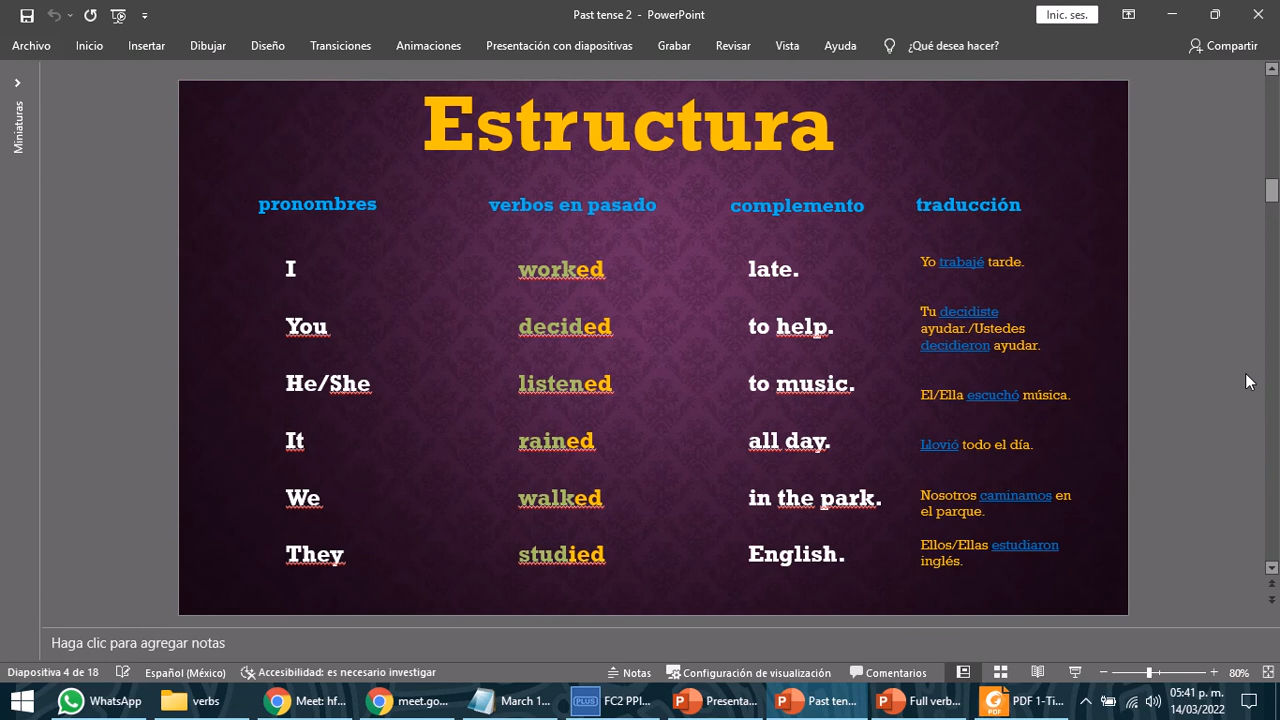 Past tense 2 - PowerPoint
Inic. ses.
Archivo Inicio Insertar Dibujar Diseño Transiciones Animaciones Presentación con diapositivas Grabar Revisar Vista Ayuda ¿Qué desea hacer? Compartir
Miniaturas
Estructura
pronombres verbos en pasado complemento traducción
I worked late. Yo trabajé tarde.
You decided to help. Tu decidiste
ayudar./Ustedes
decidieron ayudar.
He/She listened to music. El/Ella escuchó música.
It rained all day. Llovió todo el día.
We walked in the park. Nosotros caminamos en
el parque.
They studied English. Ellos/Ellas estudiaron
inglés.
Haga clic para agregar notas
Diapositiva 4 de 18 Español (México) Accesibilidad: es necesario investigar Notas Configuración de visualización Comentarios 80%
WhatsApp verbs Meet: hf... meet.go... March 1... PLUS FC2 PPI... Presenta... Past ten... Full verb... PDF PDF 1-Ti... 05:41 p. m.
14/03/2022